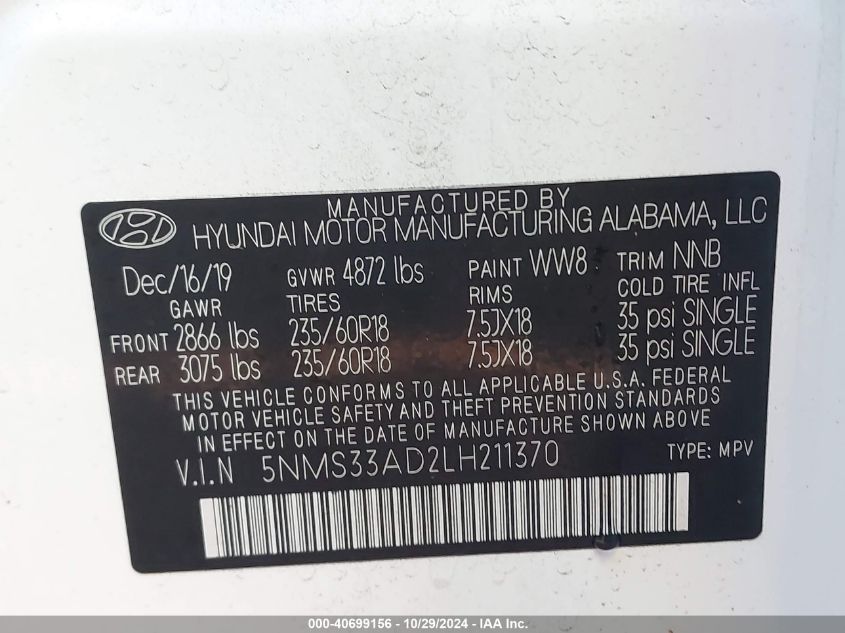 MANUFACTURED BY
HYUNDAI MOTOR MANUFACTURING ALABAMA, LLC
Dec/16/19 GVWR 4872 lbs PAINT WW8 TRIM NNB
GAWR TIRES RIMS COLD TIRE INFL
FRONT 2866 lbs 235/60R18 7.5JX18 35 psi SINGLE
REAR 3075 lbs 235/60R18 7.5JX18 35 psi SINGLE
THIS VEHICLE CONFORMS TO ALL APPLICABLE U.S.A. FEDERAL
MOTOR VEHICLE SAFETY AND THEFT PREVENTION STANDARDS
IN EFFECT ON THE DATE OF MANUFACTURE SHOWN ABOVE
V.I.N 5NMS33AD2LH211370 TYPE: MPV
000-40699156 - 10/29/2024 - IAA Inc.